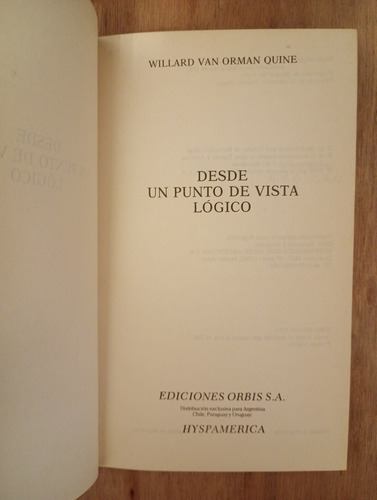 WILLARD VAN ORMAN QUINE
DESDE
UN PUNTO DE VISTA
LÓGICO
EDICIONES ORBIS S.A.
Distribución exclusiva para Argentina
Chile, Paraguay y Uruguay
HYSPAMERICA